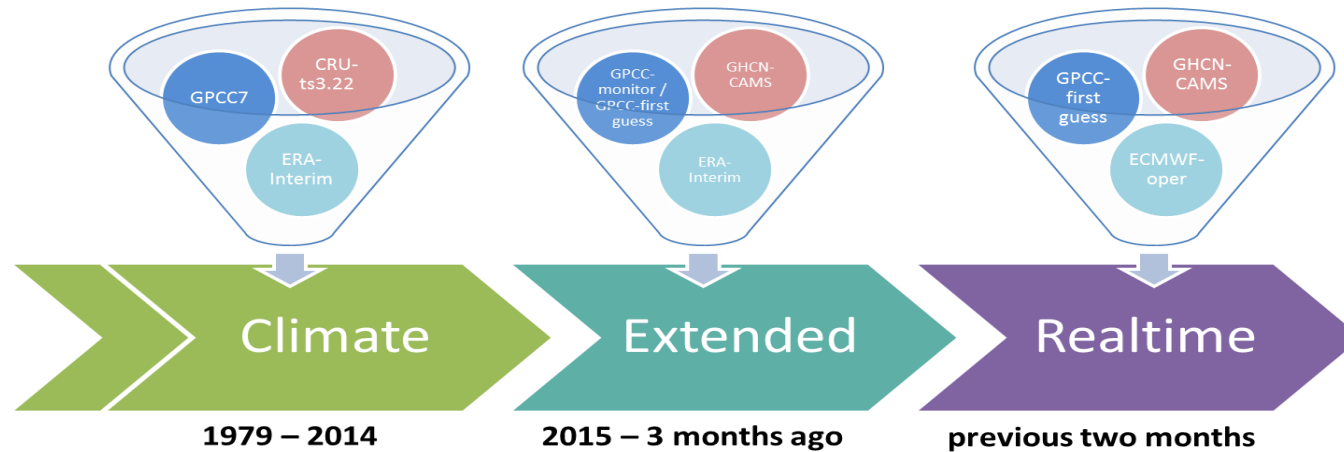 GPCC7
CRU-
ts3.22
ERA-
Interim
GPCC-
monitor /
GPCC-first
guess
GHCN-
CAMS
ERA-
Interim
GPCC-
first
guess
GHCN-
CAMS
ECMWF-
oper
Climate
Extended
Realtime
1979 – 2014
2015 – 3 months ago
previous two months